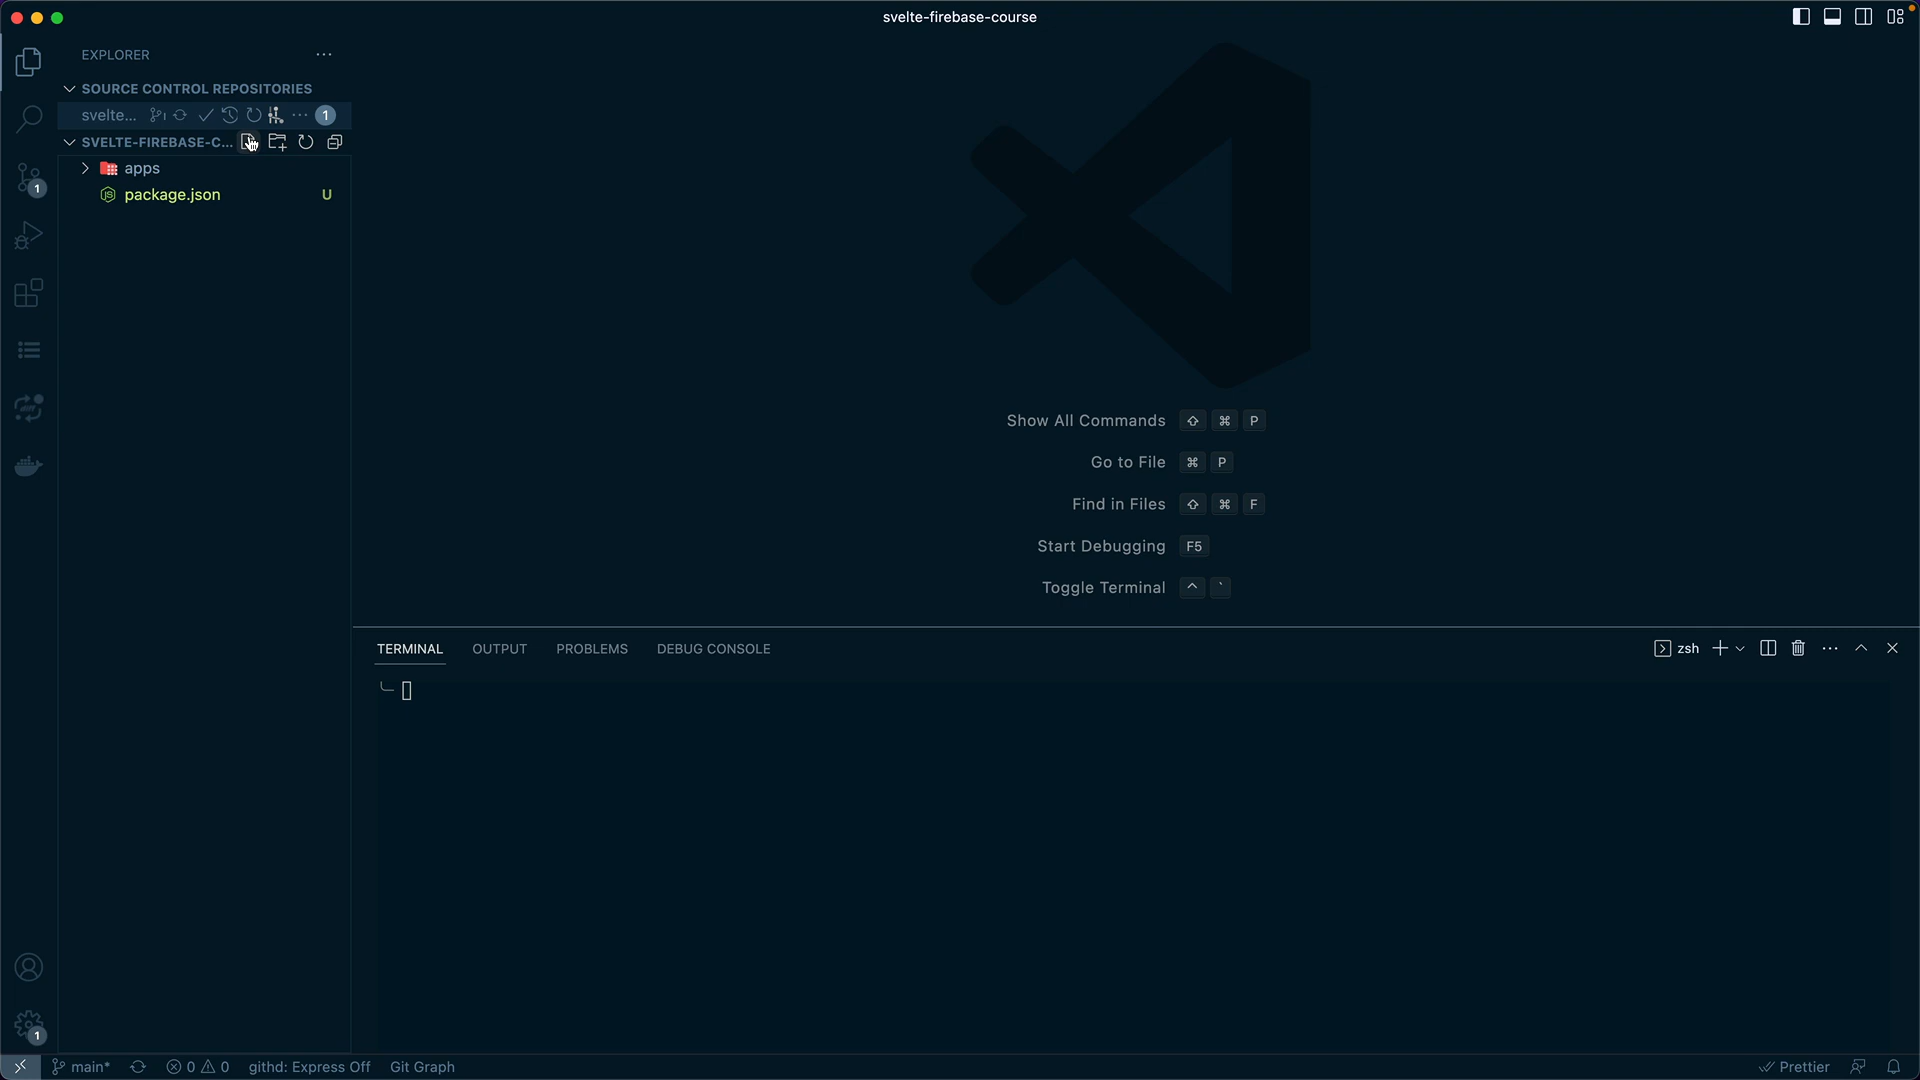 svelte-firebase-course
EXPLORER
SOURCE CONTROL REPOSITORIES
svelte... 1
SVELTE-FIREBASE-C...
apps
package.json U
1
Show All Commands ⇧ ⌘ P
Go to File ⌘ P
Find in Files ⇧ ⌘ F
Start Debugging F5
Toggle Terminal ^ `
TERMINAL OUTPUT PROBLEMS DEBUG CONSOLE zsh
1
main* 0 0 githd: Express Off Git Graph Prettier